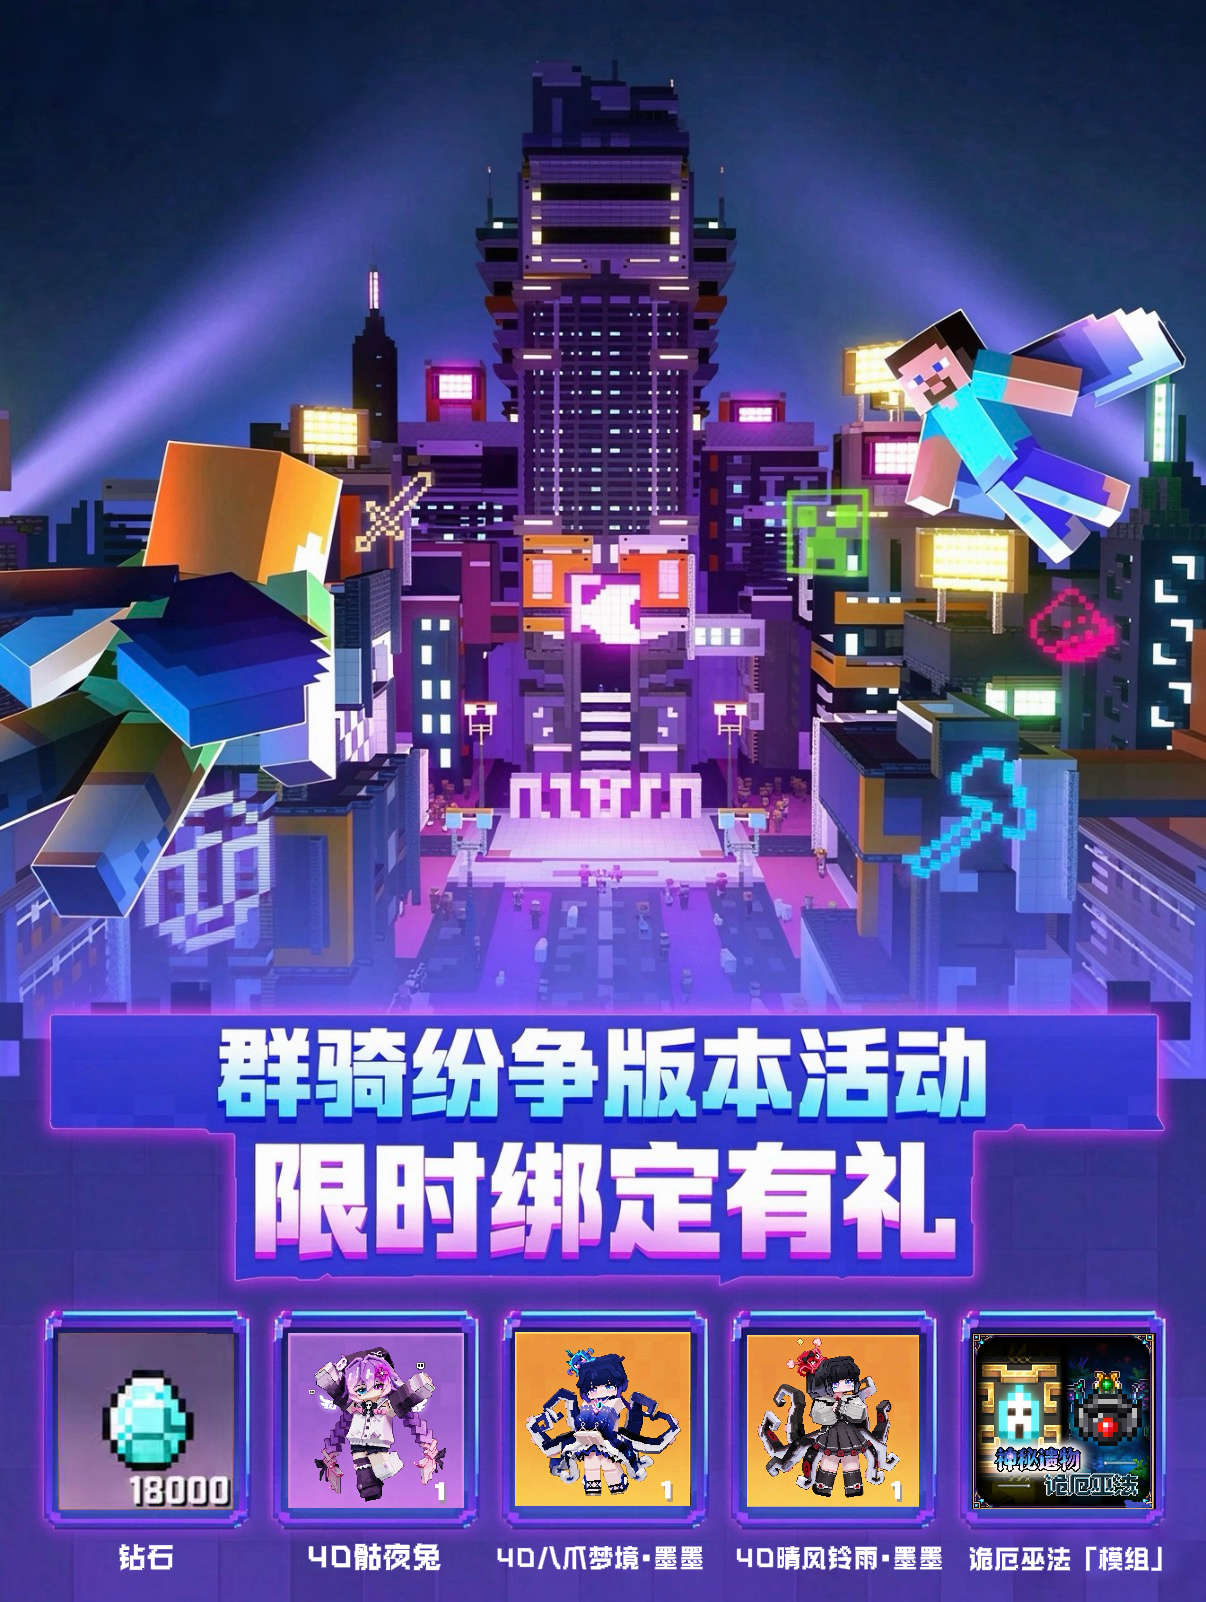 群骑纷争版本活动
限时绑定有礼
18000
1
1
1
神秘遗物
诡厄巫法
钻石
4D骷夜兔
4D八爪梦境·墨墨
4D晴风铃雨·墨墨
诡厄巫法「模组」